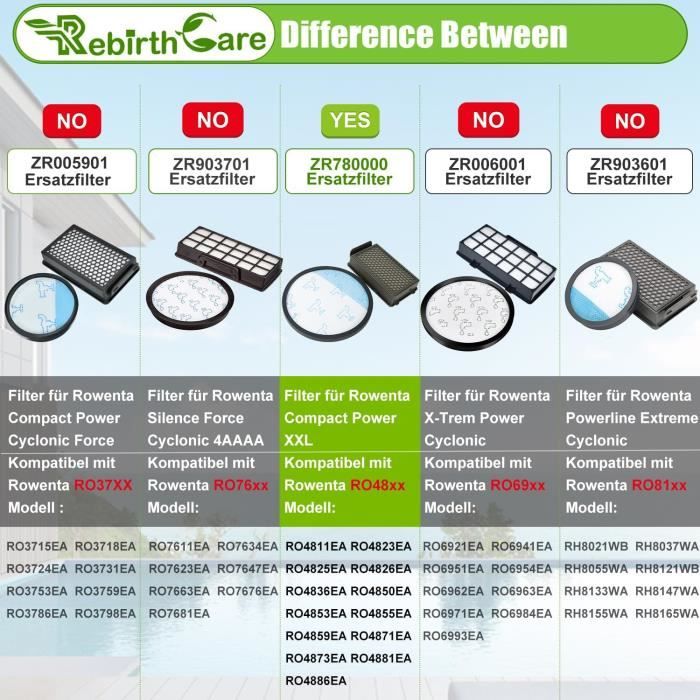 RebirthCare
Difference Between
NO
NO
YES
NO
NO
ZR005901
Ersatzfilter
ZR903701
Ersatzfilter
ZR780000
Ersatzfilter
ZR006001
Ersatzfilter
ZR903601
Ersatzfilter
Filter für Rowenta
Compact Power
Cyclonic Force
Kompatibel mit
Rowenta RO37XX
Modell :
Filter für Rowenta
Silence Force
Cyclonic 4AAAA
Kompatibel mit
Rowenta RO76xx
Modell:
Filter für Rowenta
Compact Power
XXL
Kompatibel mit
Rowenta RO48xx
Modell:
Filter für Rowenta
X-Trem Power
Cyclonic
Kompatibel mit
Rowenta RO69xx
Modell:
Filter für Rowenta
Powerline Extreme
Cyclonic
Kompatibel mit
Rowenta RO81xx
Modell:
RO3715EA RO3718EA
RO3724EA RO3731EA
RO3753EA RO3759EA
RO3786EA RO3798EA
RO7611EA RO7634EA
RO7623EA RO7647EA
RO7663EA RO7676EA
RO7681EA
RO4811EA RO4823EA
RO4825EA RO4826EA
RO4836EA RO4850EA
RO4853EA RO4855EA
RO4859EA RO4871EA
RO4873EA RO4881EA
RO4886EA
RO6921EA RO6941EA
RO6951EA RO6954EA
RO6962EA RO6963EA
RO6971EA RO6984EA
RO6993EA
RH8021WB RH8037WA
RH8055WA RH8121WB
RH8133WA RH8147WA
RH8155WA RH8165WA